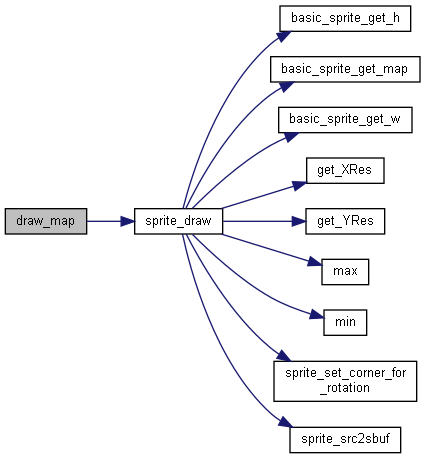 basic_sprite_get_h
basic_sprite_get_map
basic_sprite_get_w
get_XRes
draw_map
sprite_draw
get_YRes
max
min
sprite_set_corner_for
_rotation
sprite_src2sbuf